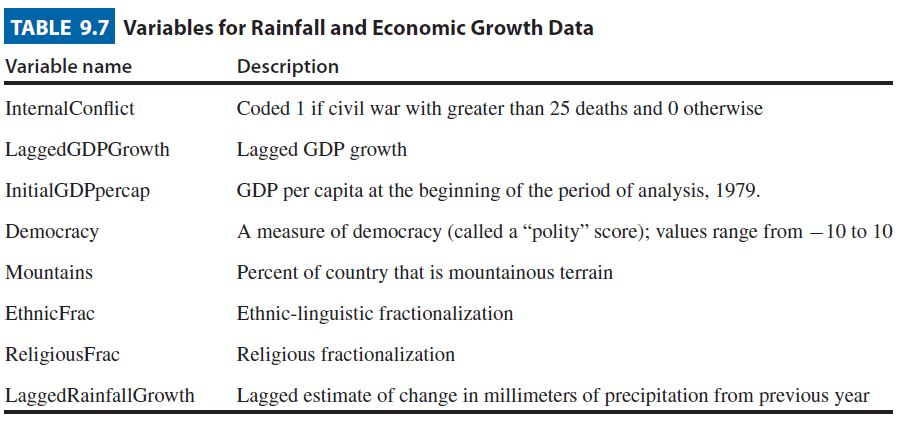 TABLE 9.7 Variables for Rainfall and Economic Growth Data
Variable name Description
InternalConflict Coded 1 if civil war with greater than 25 deaths and 0 otherwise
LaggedGDPGrowth Lagged GDP growth
InitialGDPpercap GDP per capita at the beginning of the period of analysis, 1979.
Democracy A measure of democracy (called a “polity” score); values range from −10 to 10
Mountains Percent of country that is mountainous terrain
EthnicFrac Ethnic-linguistic fractionalization
ReligiousFrac Religious fractionalization
LaggedRainfallGrowth Lagged estimate of change in millimeters of precipitation from previous year